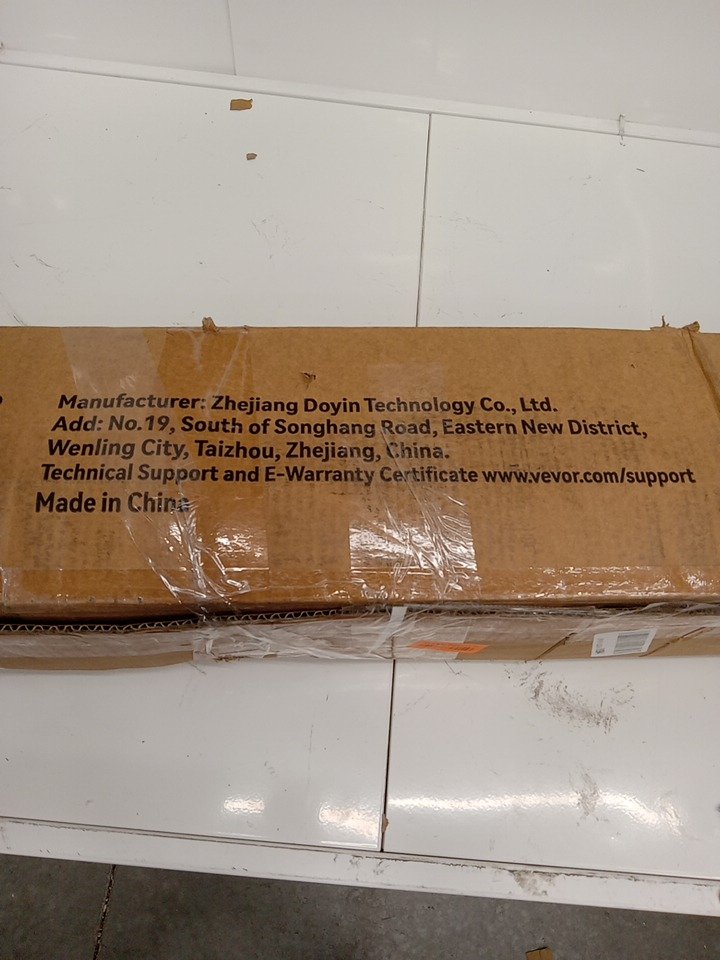 Manufacturer: Zhejiang Doyin Technology Co., Ltd.
Add: No.19, South of Songhang Road, Eastern New District,
Wenling City, Taizhou, Zhejiang, China.
Technical Support and E-Warranty Certificate www.vevor.com/support
Made in China